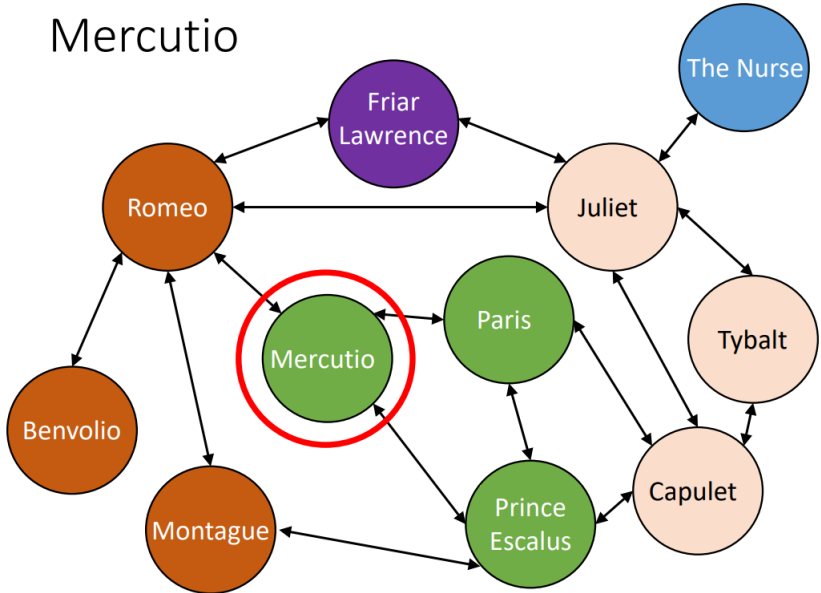 Mercutio
The Nurse
Friar
Lawrence
Romeo
Juliet
Paris
Tybalt
Mercutio
Benvolio
Capulet
Prince
Escalus
Montague